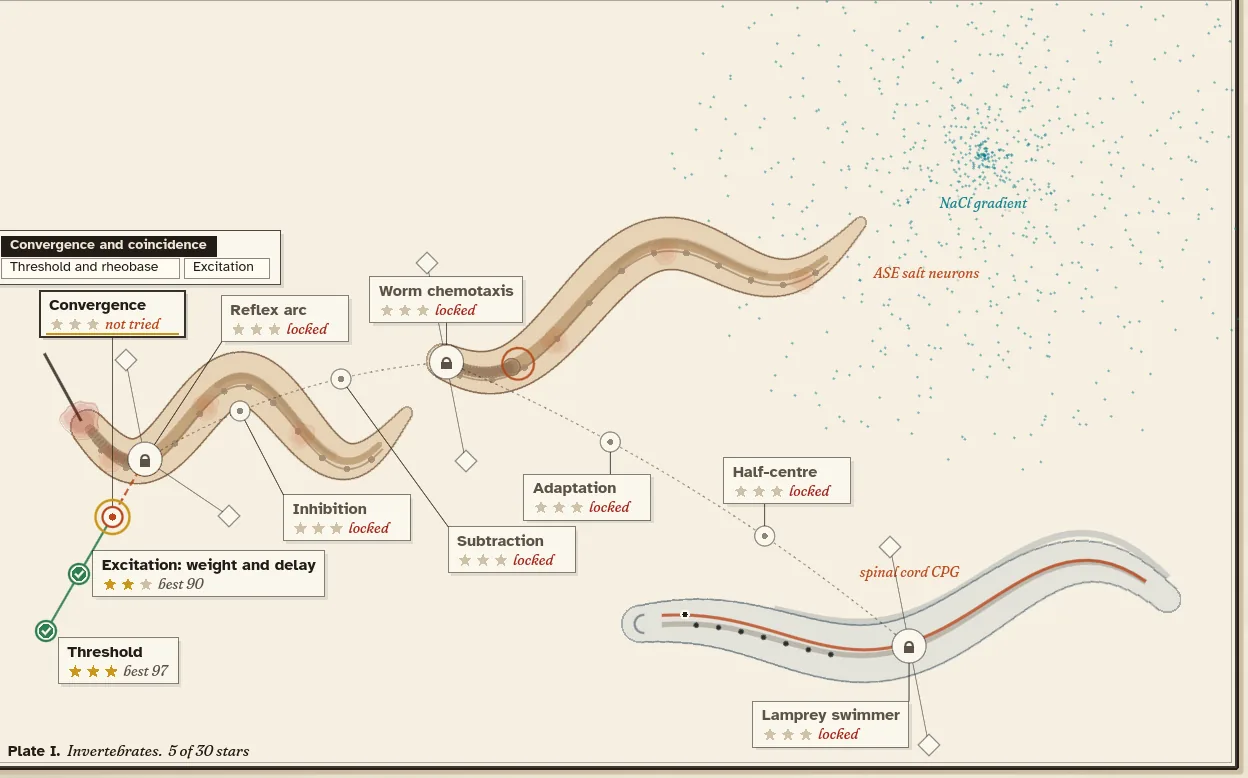 NaCl gradient
Convergence and coincidence
Threshold and rheobase
Excitation
ASE salt neurons
Worm chemotaxis
locked
Convergence
not tried
Reflex arc
locked
Half-centre
locked
Adaptation
locked
Inhibition
locked
Subtraction
locked
Excitation: weight and delay
best 90
spinal cord CPG
Threshold
best 97
Lamprey swimmer
locked
Plate I. Invertebrates. 5 of 30 stars